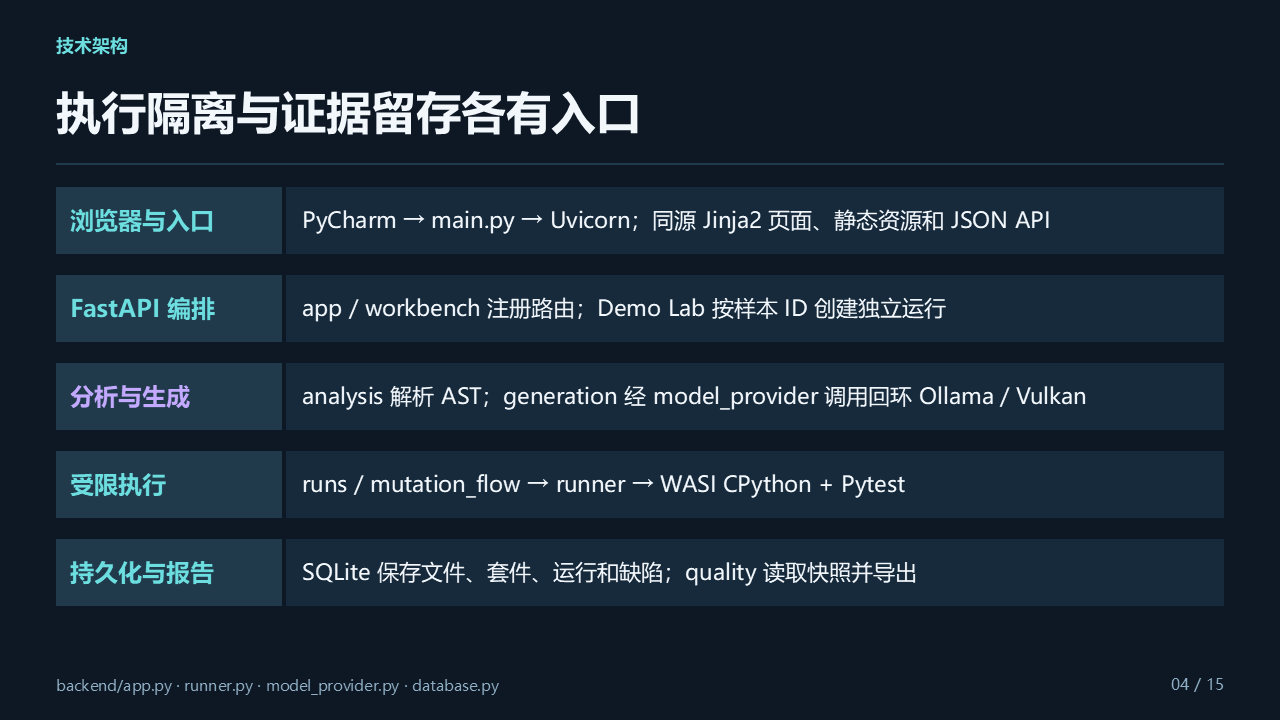 技术架构
执行隔离与证据留存各有入口
浏览器与入口
PyCharm → main.py → Uvicorn；同源 Jinja2 页面、静态资源和 JSON API
FastAPI 编排
app / workbench 注册路由；Demo Lab 按样本 ID 创建独立运行
分析与生成
analysis 解析 AST；generation 经 model_provider 调用回环 Ollama / Vulkan
受限执行
runs / mutation_flow → runner → WASI CPython + Pytest
持久化与报告
SQLite 保存文件、套件、运行和缺陷；quality 读取快照并导出
backend/app.py · runner.py · model_provider.py · database.py
04 / 15